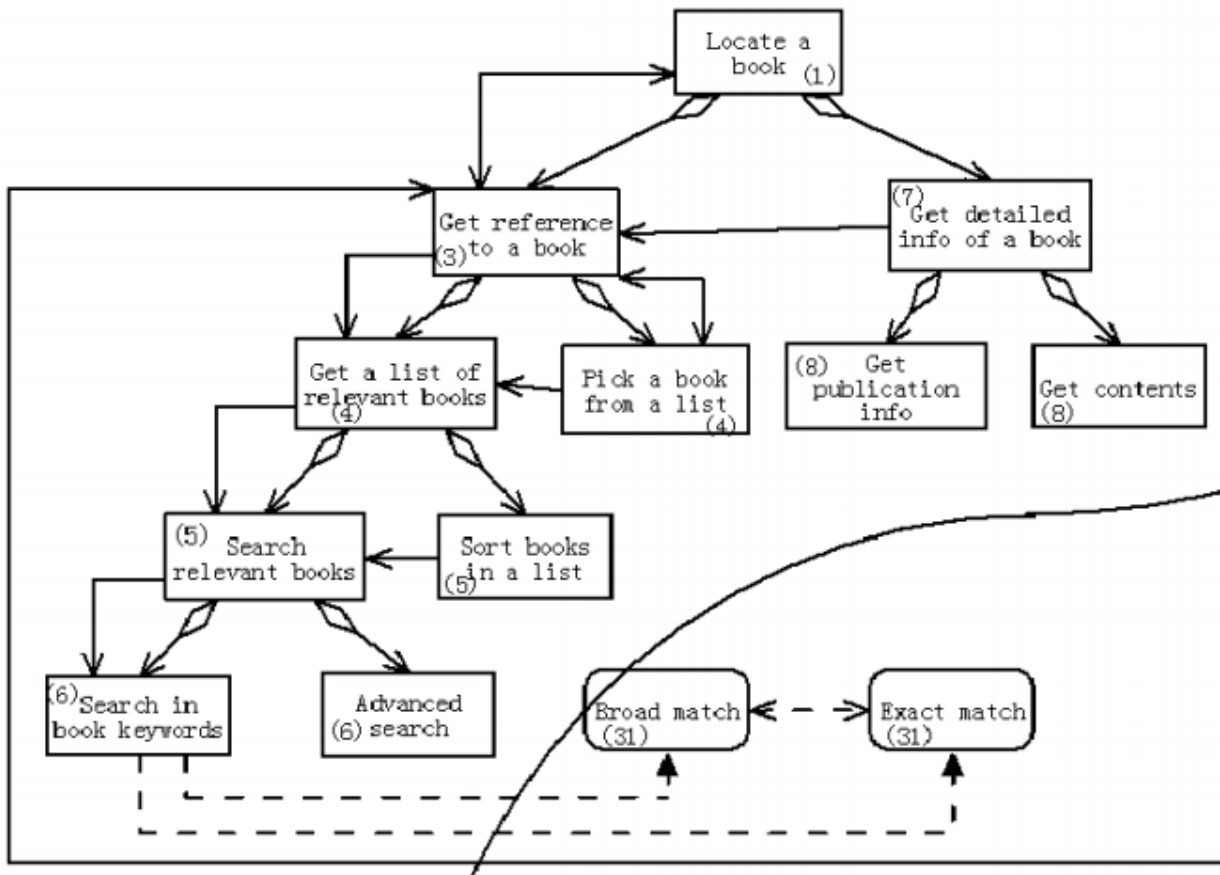 Locate a
book (1)
Get reference
to a book
(3)
(7)
Get detailed
info of a book
Get a list of
relevant books
(4)
Pick a book
from a list
(4)
(8) Get
publication
info
Get contents
(8)
(5) Search
relevant books
Sort books
in a list
(5)
(6) Search in
book keywords
Advanced
(6) search
Broad match
(31)
Exact match
(31)